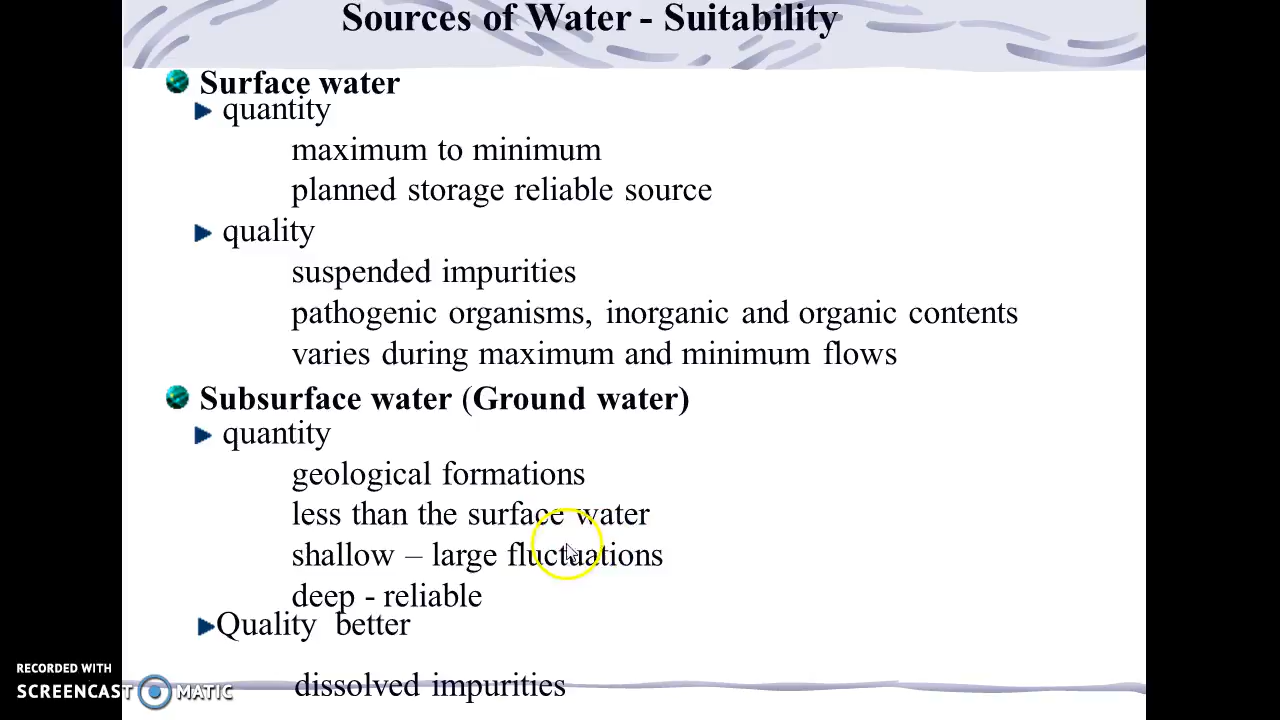 Sources of Water - Suitability
Surface water
quantity
maximum to minimum
planned storage reliable source
quality
suspended impurities
pathogenic organisms, inorganic and organic contents
varies during maximum and minimum flows
Subsurface water (Ground water)
quantity
geological formations
less than the surface water
shallow – large fluctuations
deep - reliable
Quality better
dissolved impurities
RECORDED WITH
SCREENCAST MATIC